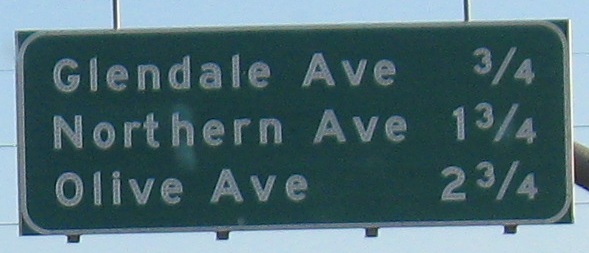 Glendale Ave 3/4
Northern Ave 1 3/4
Olive Ave 2 3/4